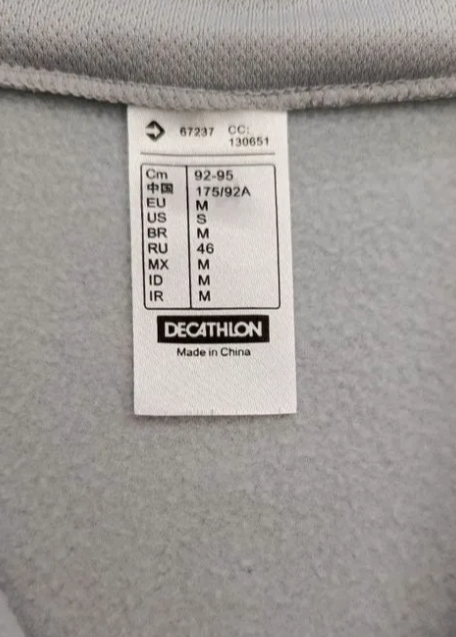 67237 CC:
130651
Cm 92-95
中国 175/92A
EU M
US S
BR M
RU 46
MX M
ID M
IR M
DECATHLON
Made in China